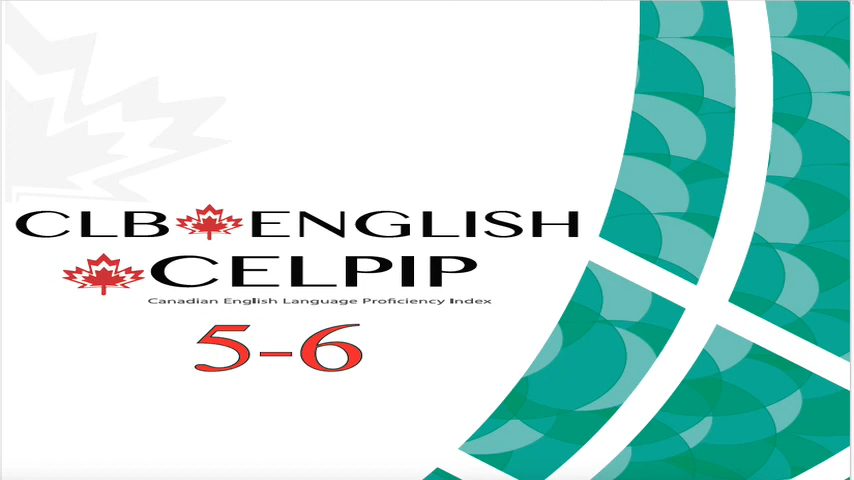 CLB ENGLISH
CELPIP
Canadian English Language Proficiency Index
5-6